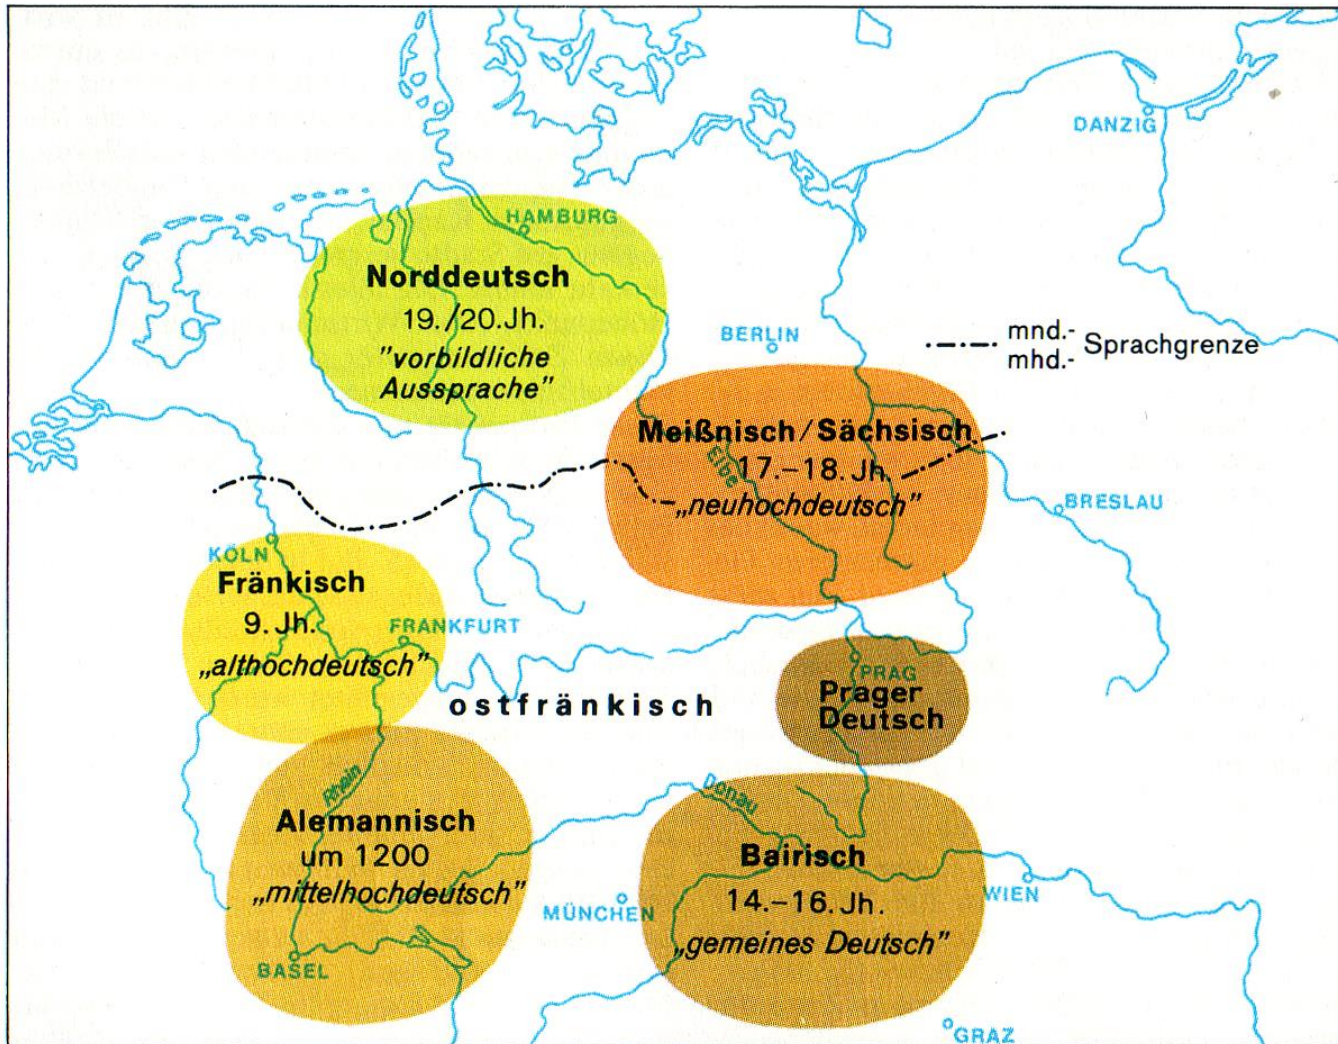 DANZIG
HAMBURG
Norddeutsch
19./20.Jh.
"vorbildliche
Aussprache"
BERLIN
mnd.-
mhd.- Sprachgrenze
Meißnisch/Sächsisch
Elbe
17.–18. Jh.
„neuhochdeutsch”
BRESLAU
KÖLN
Fränkisch
9. Jh.
„althochdeutsch”
FRANKFURT
ostfränkisch
PRAG
Prager
Deutsch
Rhein
Alemannisch
um 1200
„mittelhochdeutsch”
BASEL
Donau
MÜNCHEN
Bairisch
14.–16. Jh.
„gemeines Deutsch”
WIEN
GRAZ